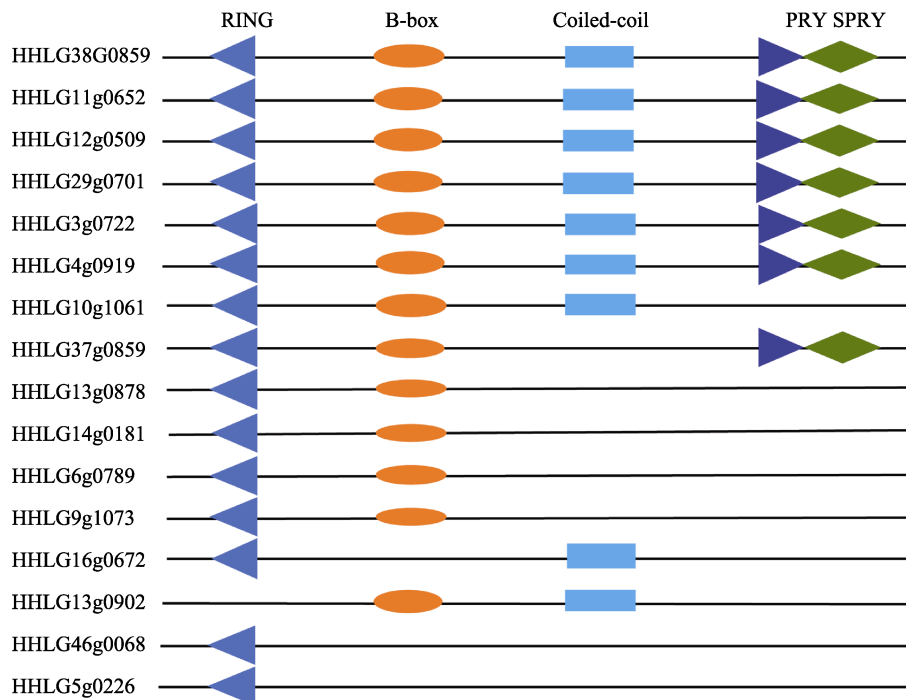 RING B-box Coiled-coil PRY SPRY
HHLG38G0859
HHLG11g0652
HHLG12g0509
HHLG29g0701
HHLG3g0722
HHLG4g0919
HHLG10g1061
HHLG37g0859
HHLG13g0878
HHLG14g0181
HHLG6g0789
HHLG9g1073
HHLG16g0672
HHLG13g0902
HHLG46g0068
HHLG5g0226